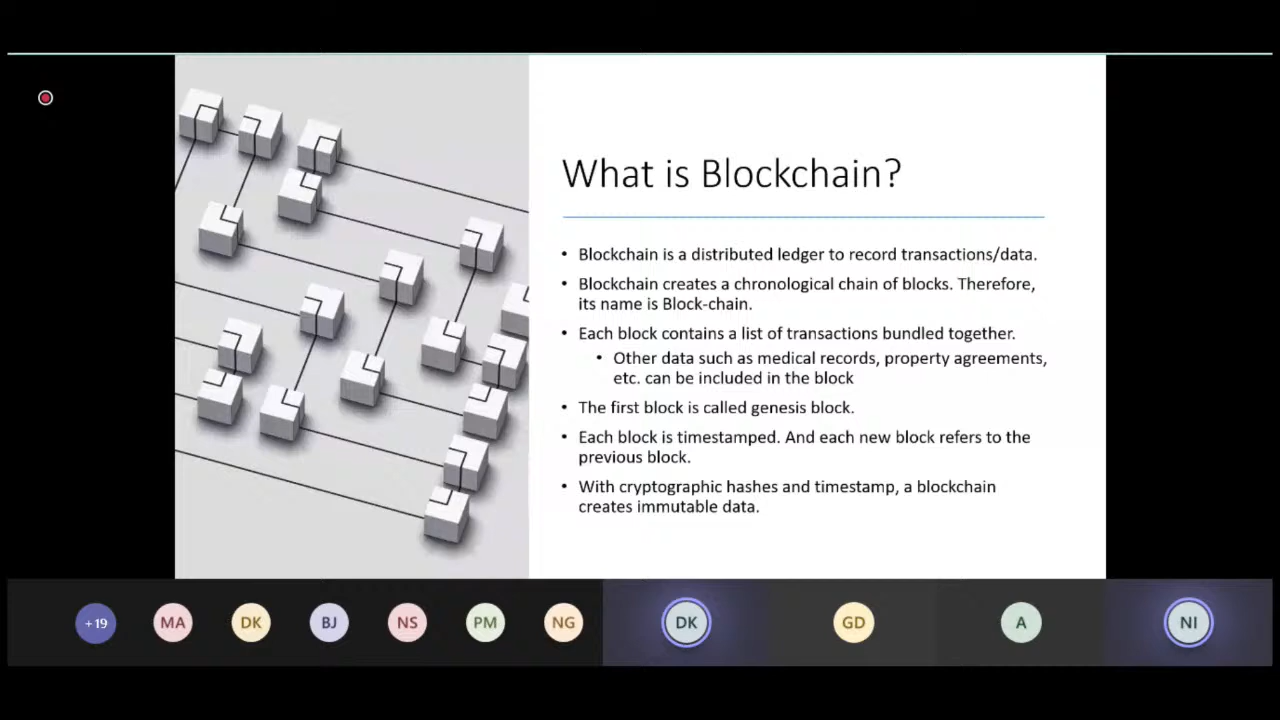 What is Blockchain?
• Blockchain is a distributed ledger to record transactions/data.
• Blockchain creates a chronological chain of blocks. Therefore,
its name is Block-chain.
• Each block contains a list of transactions bundled together.
• Other data such as medical records, property agreements,
etc. can be included in the block
• The first block is called genesis block.
• Each block is timestamped. And each new block refers to the
previous block.
• With cryptographic hashes and timestamp, a blockchain
creates immutable data.
+19 MA DK BJ NS PM NG DK GD A NI